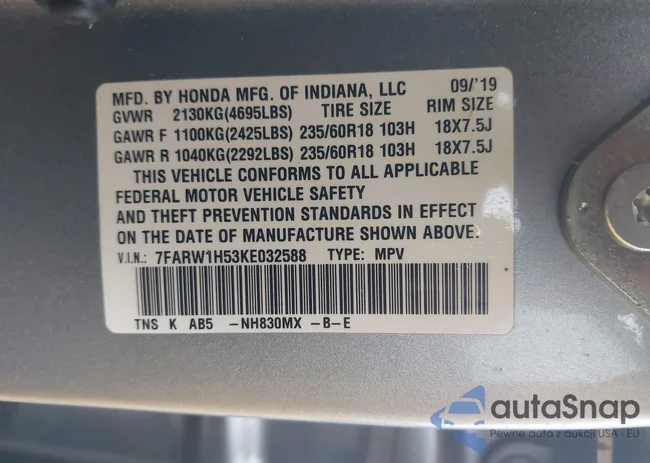 MFD. BY HONDA MFG. OF INDIANA, LLC 09/'19
GVWR 2130KG(4695LBS) TIRE SIZE RIM SIZE
GAWR F 1100KG(2425LBS) 235/60R18 103H 18X7.5J
GAWR R 1040KG(2292LBS) 235/60R18 103H 18X7.5J
THIS VEHICLE CONFORMS TO ALL APPLICABLE
FEDERAL MOTOR VEHICLE SAFETY
AND THEFT PREVENTION STANDARDS IN EFFECT
ON THE DATE OF MANUFACTURE SHOWN ABOVE.
V.I.N.: 7FARW1H53KE032588 TYPE: MPV
TNS K AB5 -NH830MX -B-E
autaSnap
Pewne auto z aukcji USA - EU